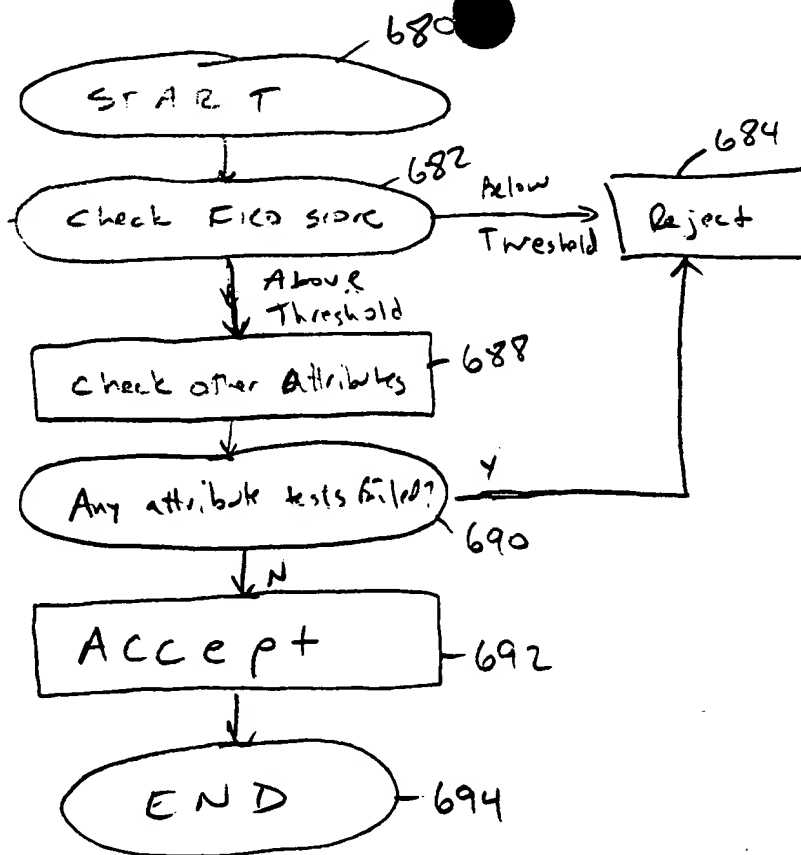 680
START
682
684
Check FICO score
Below
Threshold
Reject
Above
Threshold
Check other Attributes
688
Any attribute tests failed?
Y
690
N
Accept
692
END
694